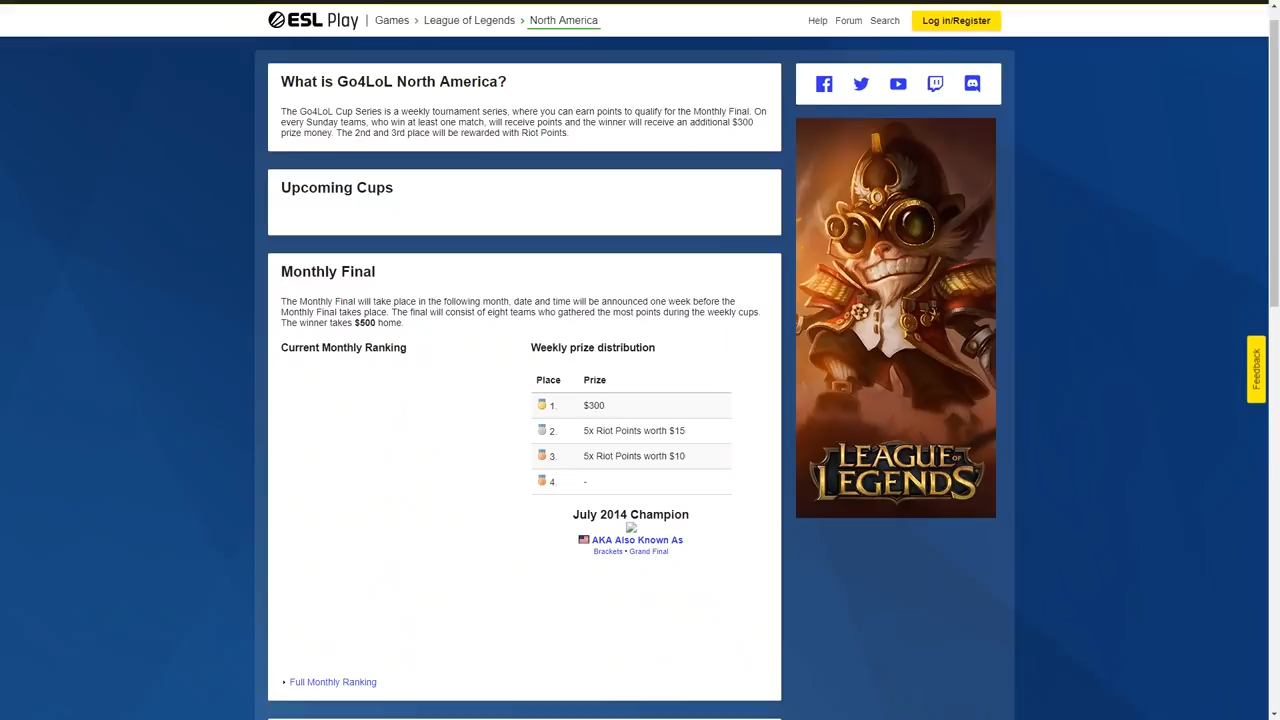 ESL Play | Games > League of Legends > North America
Help Forum Search Log in/Register
What is Go4LoL North America?
The Go4LoL Cup Series is a weekly tournament series, where you can earn points to qualify for the Monthly Final. On
every Sunday teams, who win at least one match, will receive points and the winner will receive an additional $300
prize money. The 2nd and 3rd place will be rewarded with Riot Points.
Upcoming Cups
Monthly Final
The Monthly Final will take place in the following month, date and time will be announced one week before the
Monthly Final takes place. The final will consist of eight teams who gathered the most points during the weekly cups.
The winner takes $500 home.
Current Monthly Ranking
Weekly prize distribution
Place Prize
1. $300
2. 5x Riot Points worth $15
3. 5x Riot Points worth $10
4. -
July 2014 Champion
AKA Also Known As
Brackets • Grand Final
Full Monthly Ranking
LEAGUE OF
LEGENDS
Feedback